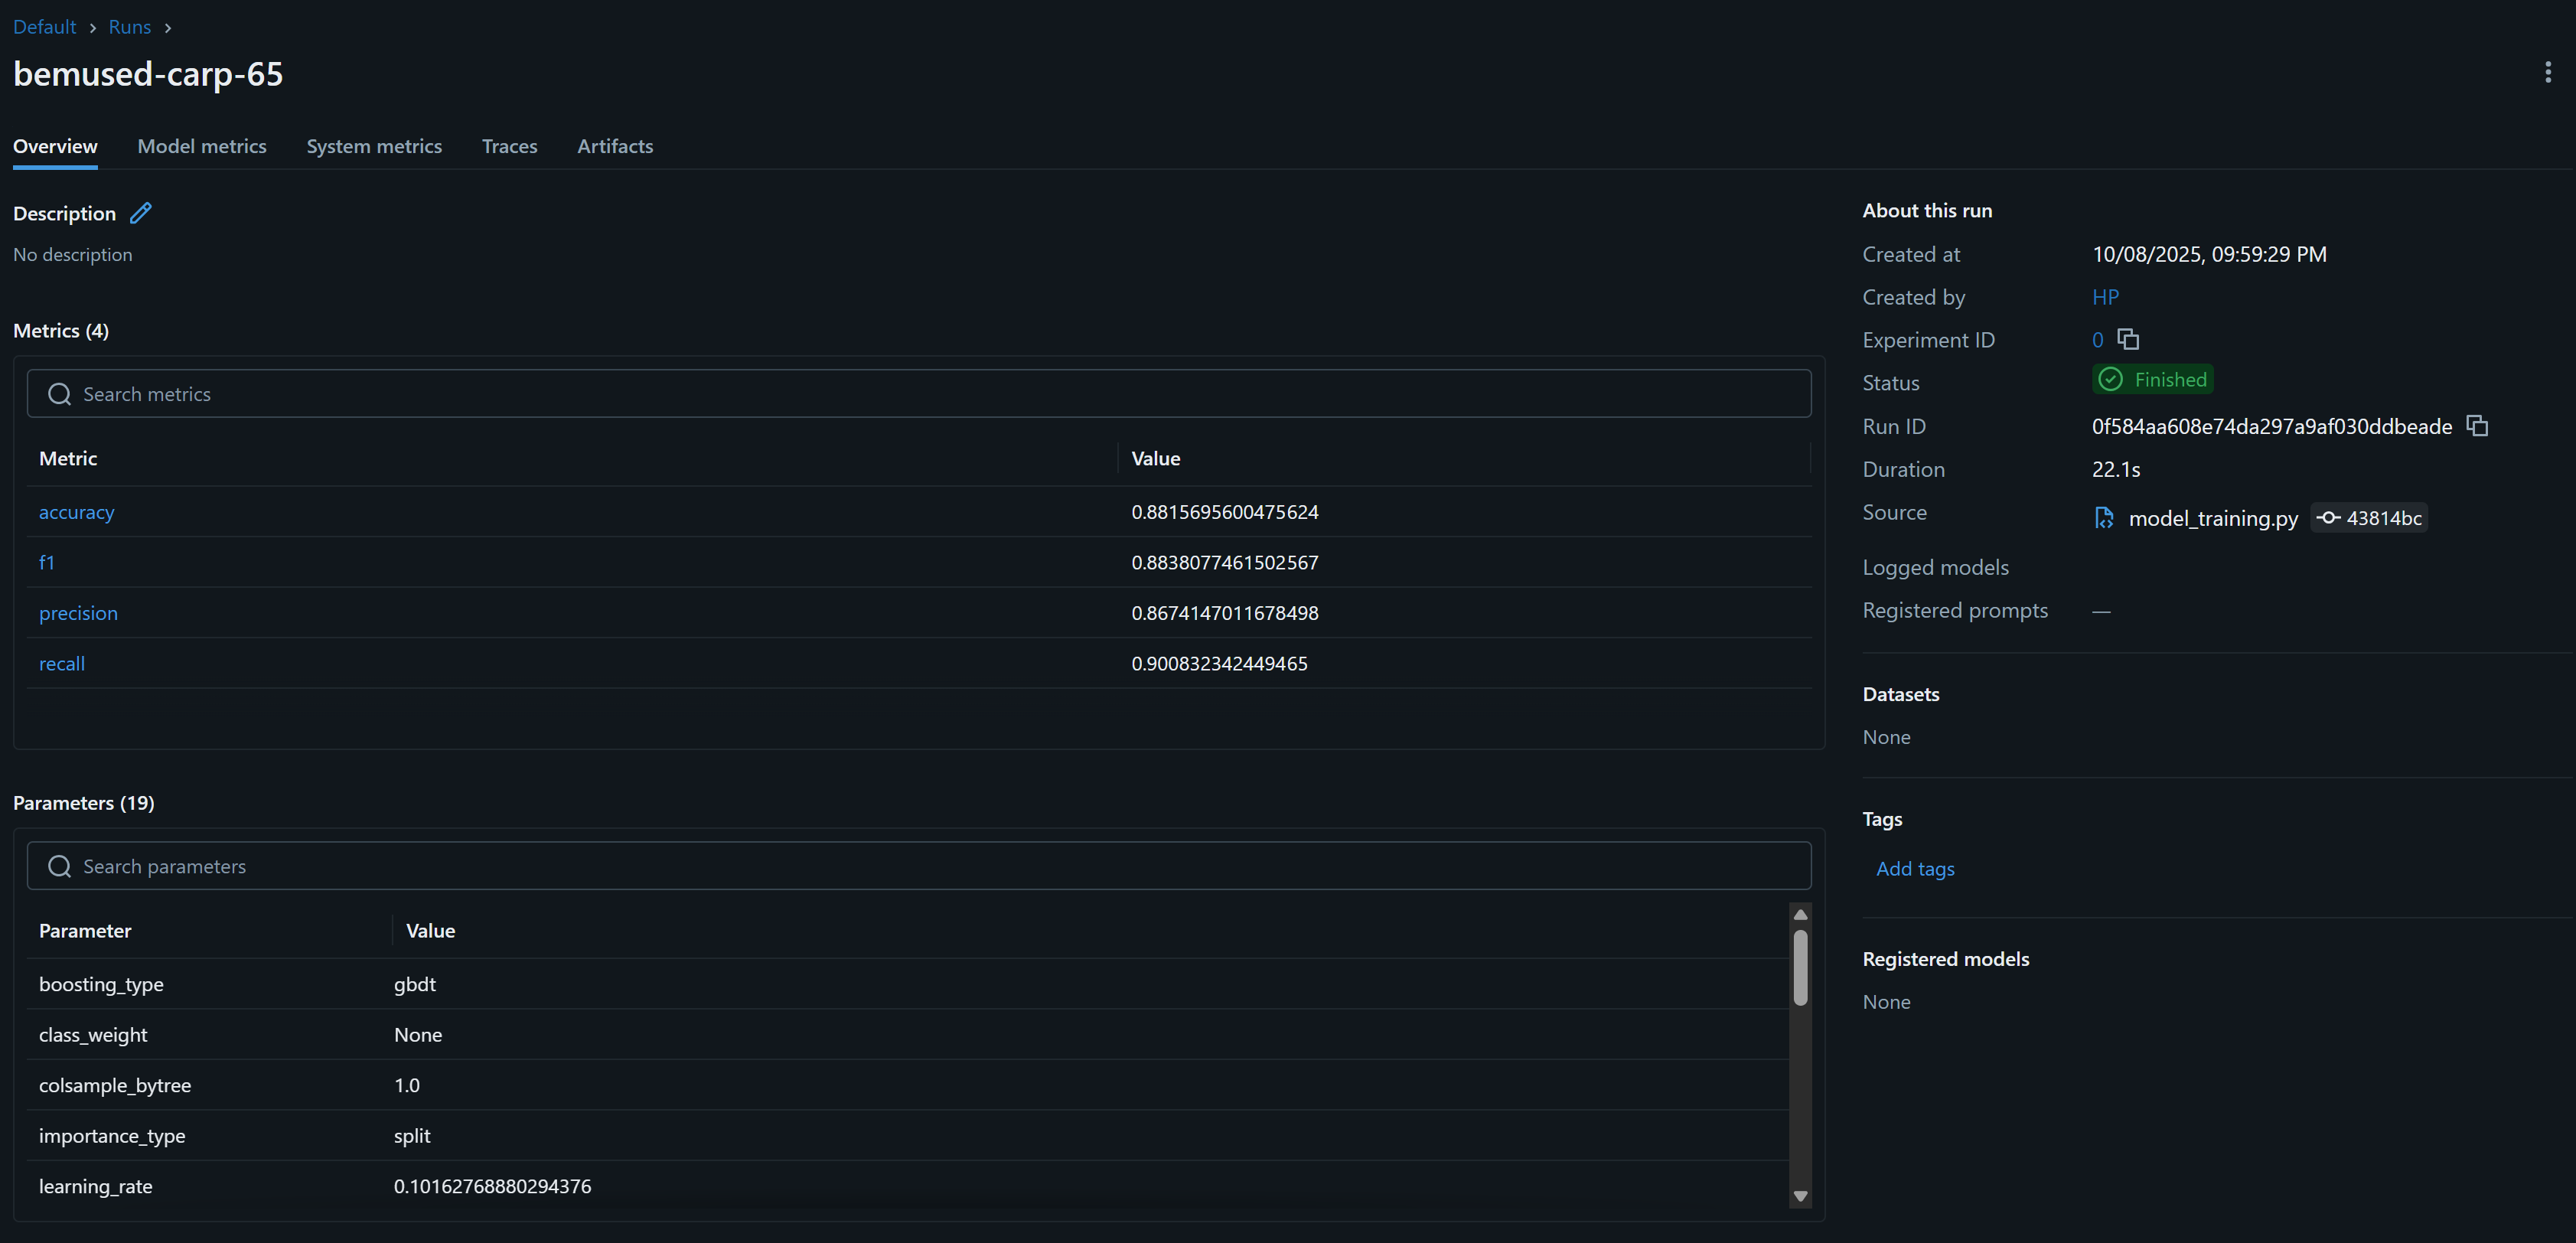 Default > Runs >
bemused-carp-65
Overview Model metrics System metrics Traces Artifacts
Description
No description
Metrics (4)
Search metrics
Metric Value
accuracy 0.8815695600475624
f1 0.8838077461502567
precision 0.8674147011678498
recall 0.900832342449465
Parameters (19)
Search parameters
Parameter Value
boosting_type gbdt
class_weight None
colsample_bytree 1.0
importance_type split
learning_rate 0.10162768880294376
About this run
Created at 10/08/2025, 09:59:29 PM
Created by HP
Experiment ID 0
Status Finished
Run ID 0f584aa608e74da297a9af030ddbeade
Duration 22.1s
Source model_training.py 43814bc
Logged models
Registered prompts —
Datasets
None
Tags
Add tags
Registered models
None